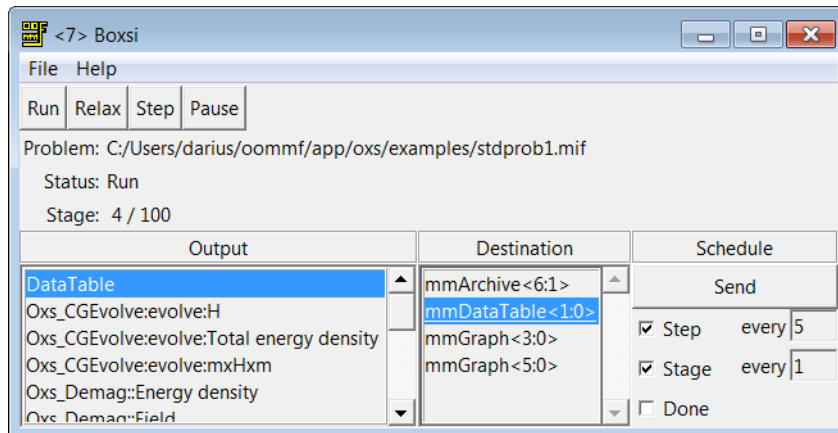 <7> Boxsi
File Help
Run Relax Step Pause
Problem: C:/Users/darius/oommf/app/oxs/examples/stdprob1.mif
Status: Run
Stage: 4 / 100
Output Destination Schedule
DataTable mmArchive<6:1> Send
Oxs_CGEvolve:evolve:H mmDataTable<1:0>
Oxs_CGEvolve:evolve:Total energy density mmGraph<3:0> Step every 5
Oxs_CGEvolve:evolve:mxHxm mmGraph<5:0> Stage every 1
Oxs_Demag::Energy density
Oxs_Demag::Field Done